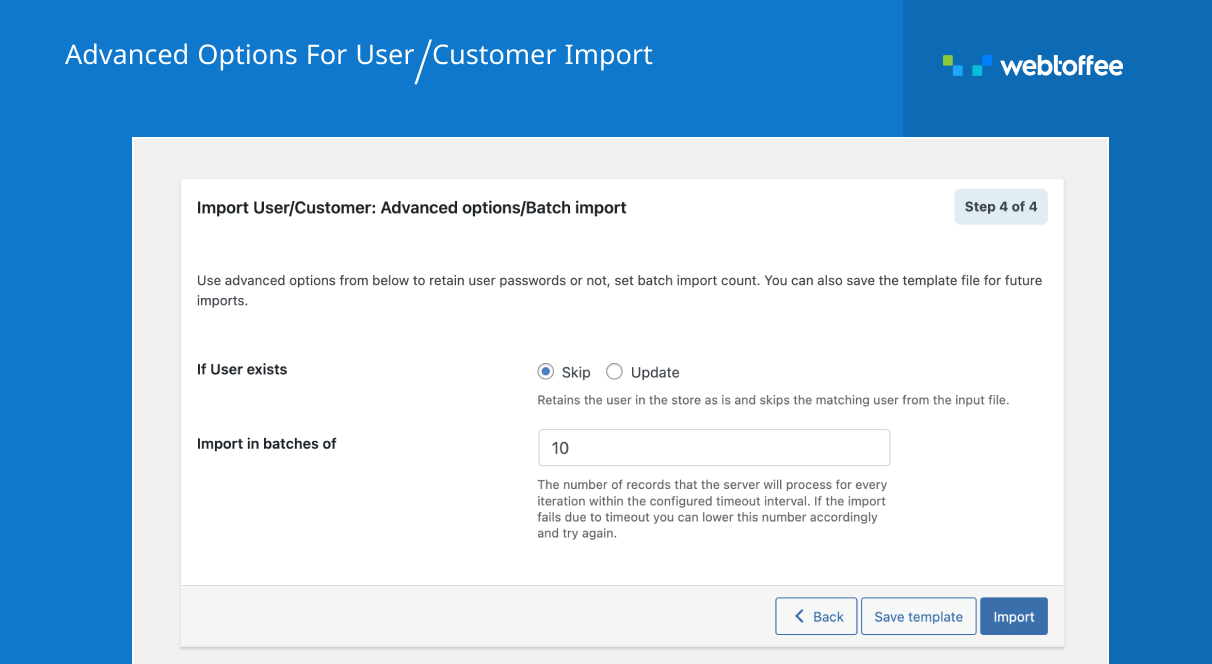 Advanced Options For User/Customer Import
webtoffee
Import User/Customer: Advanced options/Batch import
Step 4 of 4
Use advanced options from below to retain user passwords or not, set batch import count. You can also save the template file for future
imports.
If User exists
Skip
Update
Retains the user in the store as is and skips the matching user from the input file.
Import in batches of
10
The number of records that the server will process for every
iteration within the configured timeout interval. If the import
fails due to timeout you can lower this number accordingly
and try again.
Back
Save template
Import